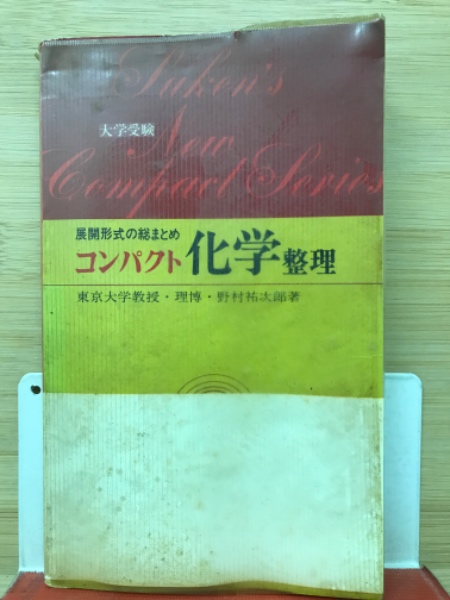 Suken's
大学受験
New
Compact Series
展開形式の総まとめ
コンパクト化学整理
東京大学教授・理博・野村祐次郎著